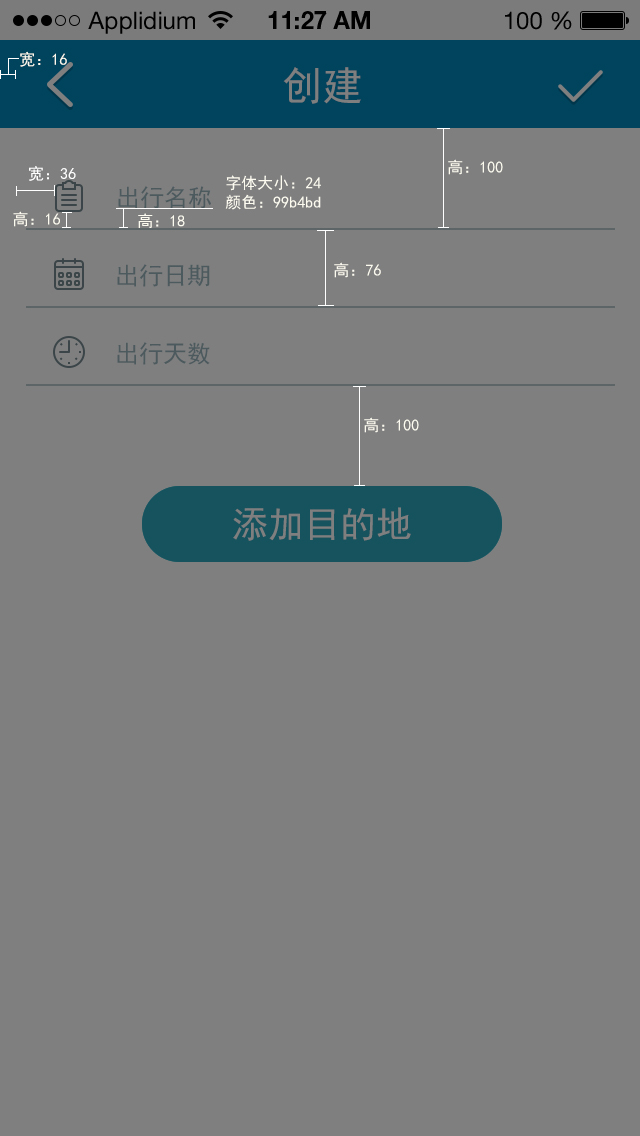 Applidium 11:27 AM 100 %
宽：16
创建
高：100
宽：36
字体大小：24
出行名称
颜色：99b4bd
高：16
高：18
出行日期
高：76
出行天数
高：100
添加目的地